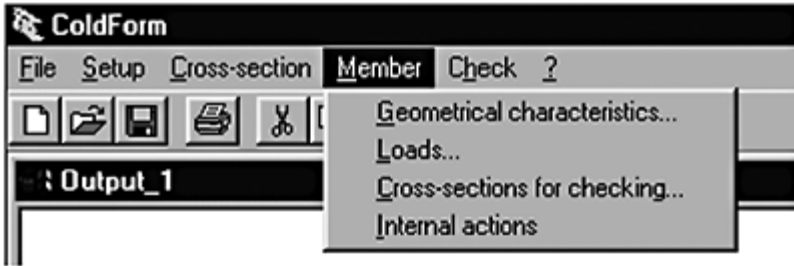 ColdForm
File Setup Cross-section Member Check ?
Geometrical characteristics...
Loads...
Output_1
Cross-sections for checking...
Internal actions